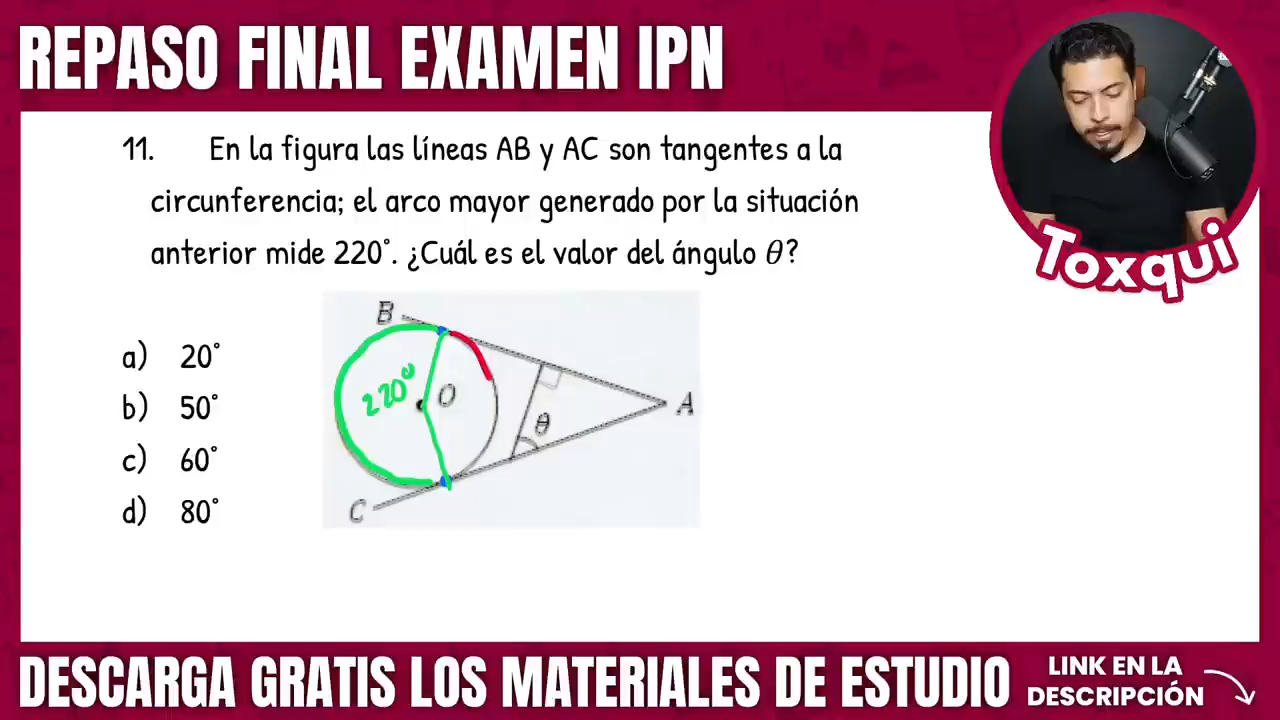 REPASO FINAL EXAMEN IPN
Toxqui
11. En la figura las líneas AB y AC son tangentes a la
circunferencia; el arco mayor generado por la situación
anterior mide 220°. ¿Cuál es el valor del ángulo θ?
a) 20°
b) 50°
c) 60°
d) 80°
B
220°
O
A
θ
C
DESCARGA GRATIS LOS MATERIALES DE ESTUDIO
LINK EN LA
DESCRIPCIÓN